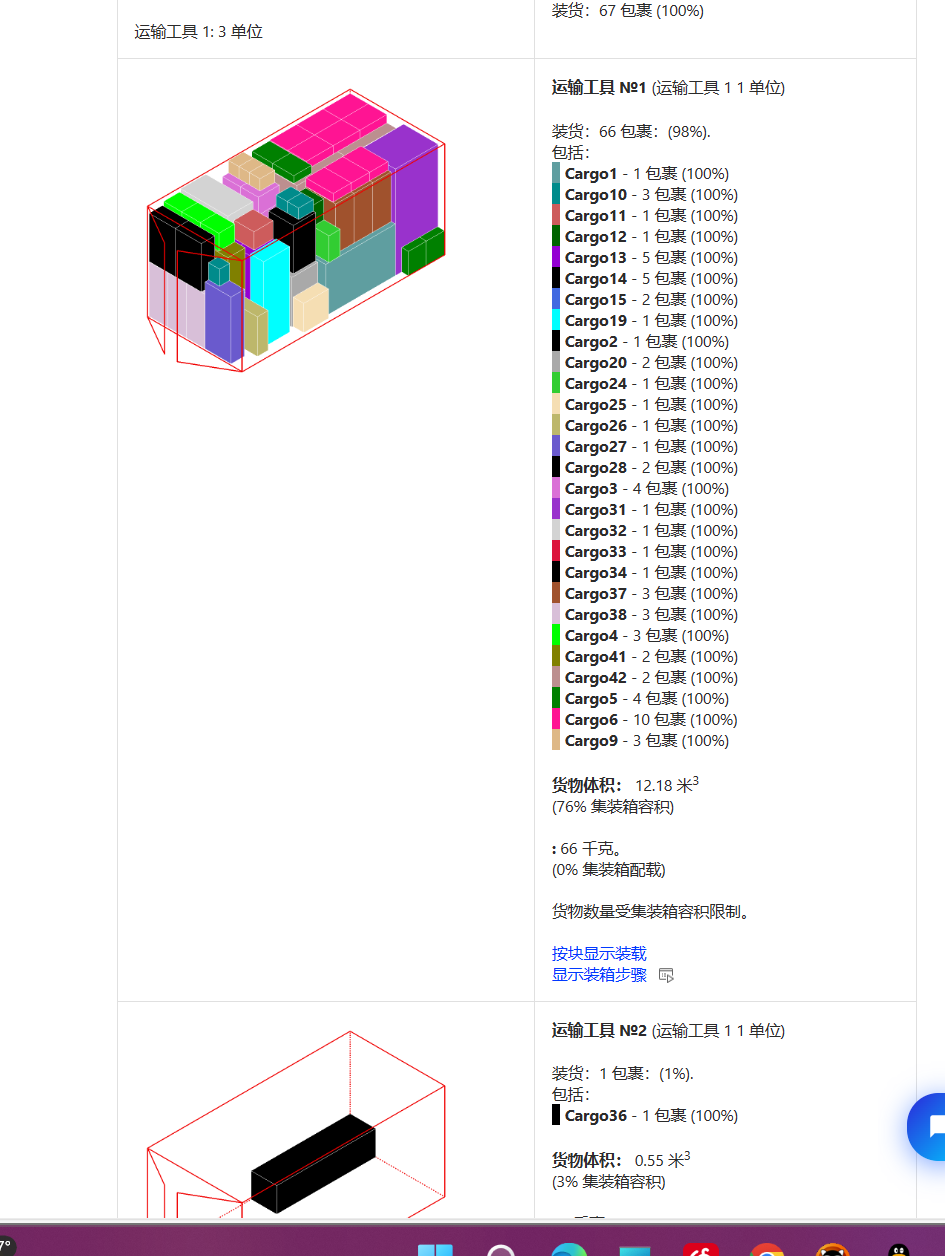 装货：67 包裹 (100%)
运输工具 1: 3 单位
运输工具 №1 (运输工具 1 1 单位)
装货：66 包裹：(98%).
包括：
Cargo1 - 1 包裹 (100%)
Cargo10 - 3 包裹 (100%)
Cargo11 - 1 包裹 (100%)
Cargo12 - 1 包裹 (100%)
Cargo13 - 5 包裹 (100%)
Cargo14 - 5 包裹 (100%)
Cargo15 - 2 包裹 (100%)
Cargo19 - 1 包裹 (100%)
Cargo2 - 1 包裹 (100%)
Cargo20 - 2 包裹 (100%)
Cargo24 - 1 包裹 (100%)
Cargo25 - 1 包裹 (100%)
Cargo26 - 1 包裹 (100%)
Cargo27 - 1 包裹 (100%)
Cargo28 - 2 包裹 (100%)
Cargo3 - 4 包裹 (100%)
Cargo31 - 1 包裹 (100%)
Cargo32 - 1 包裹 (100%)
Cargo33 - 1 包裹 (100%)
Cargo34 - 1 包裹 (100%)
Cargo37 - 3 包裹 (100%)
Cargo38 - 3 包裹 (100%)
Cargo4 - 3 包裹 (100%)
Cargo41 - 2 包裹 (100%)
Cargo42 - 2 包裹 (100%)
Cargo5 - 4 包裹 (100%)
Cargo6 - 10 包裹 (100%)
Cargo9 - 3 包裹 (100%)
货物体积： 12.18 米³
(76% 集装箱容积)
: 66 千克。
(0% 集装箱配载)
货物数量受集装箱容积限制。
按块显示装载
显示装箱步骤
运输工具 №2 (运输工具 1 1 单位)
装货：1 包裹：(1%).
包括：
Cargo36 - 1 包裹 (100%)
货物体积： 0.55 米³
(3% 集装箱容积)
7°